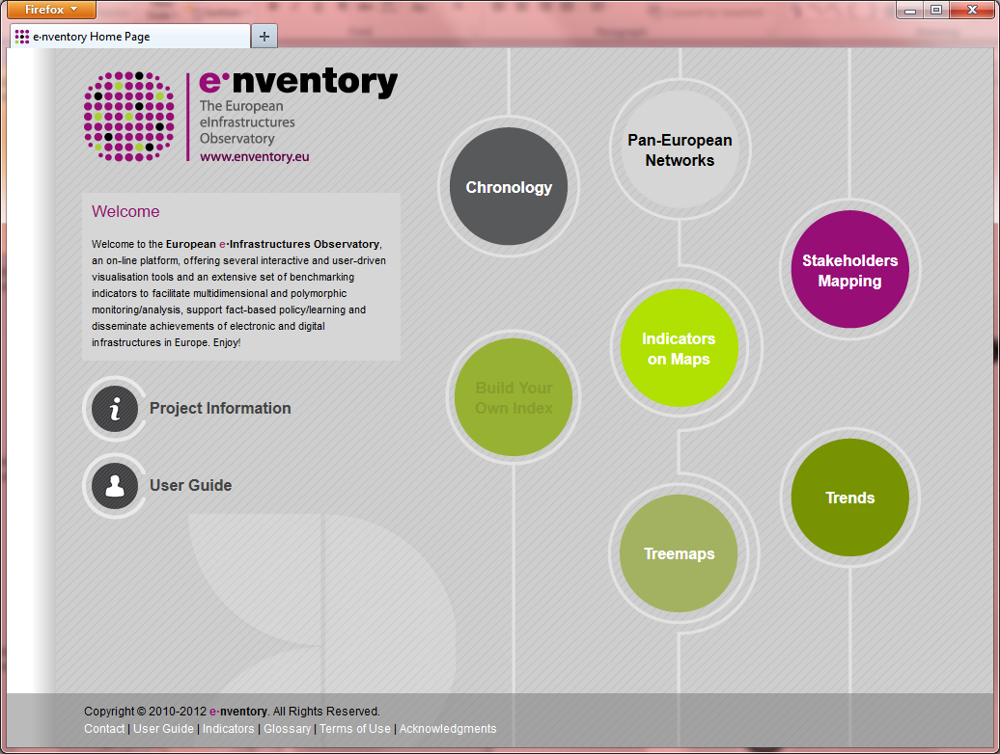 Firefox
e·nventory Home Page
e·nventory
The European
eInfrastructures
Observatory
www.enventory.eu
Welcome
Welcome to the European e·Infrastructures Observatory,
an on-line platform, offering several interactive and user-driven
visualisation tools and an extensive set of benchmarking
indicators to facilitate multidimensional and polymorphic
monitoring/analysis, support fact-based policy/learning and
disseminate achievements of electronic and digital
infrastructures in Europe. Enjoy!
Project Information
User Guide
Chronology
Pan-European
Networks
Stakeholders
Mapping
Indicators
on Maps
Build Your
Own Index
Trends
Treemaps
Copyright © 2010-2012 e·nventory. All Rights Reserved.
Contact | User Guide | Indicators | Glossary | Terms of Use | Acknowledgments